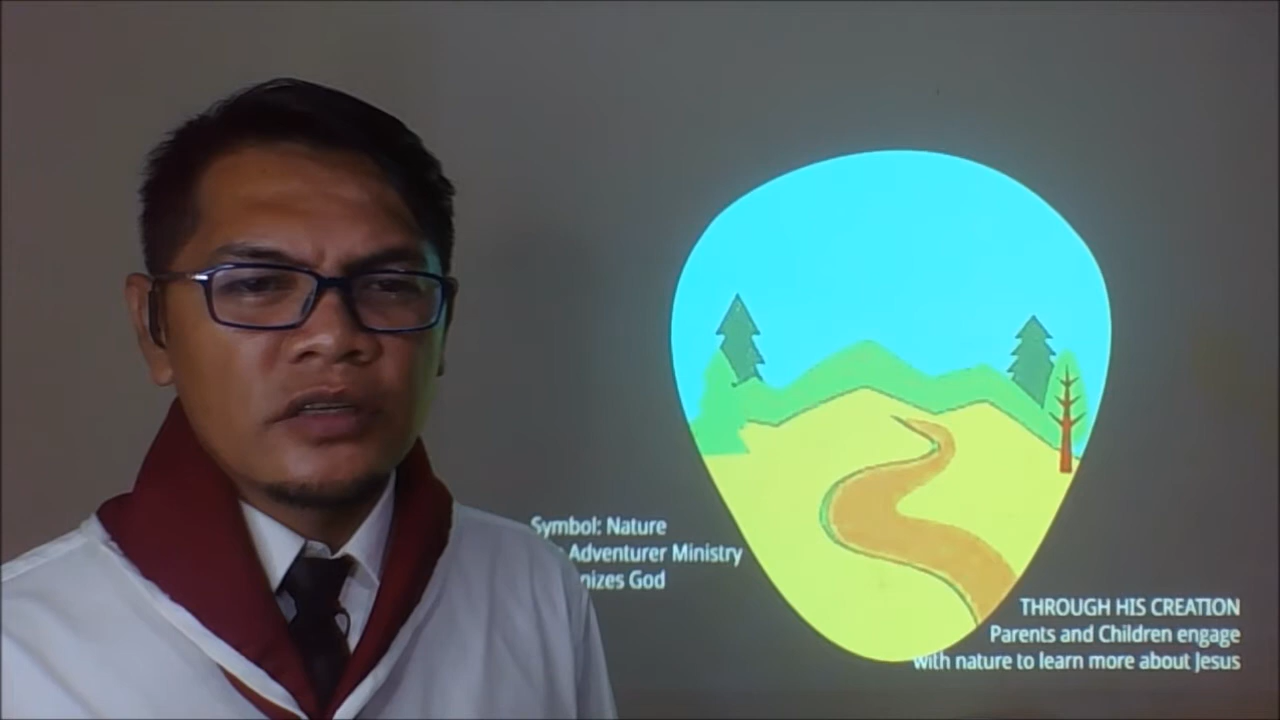 Symbol: Nature
Adventurer Ministry
nizes God
THROUGH HIS CREATION
Parents and Children engage
with nature to learn more about Jesus